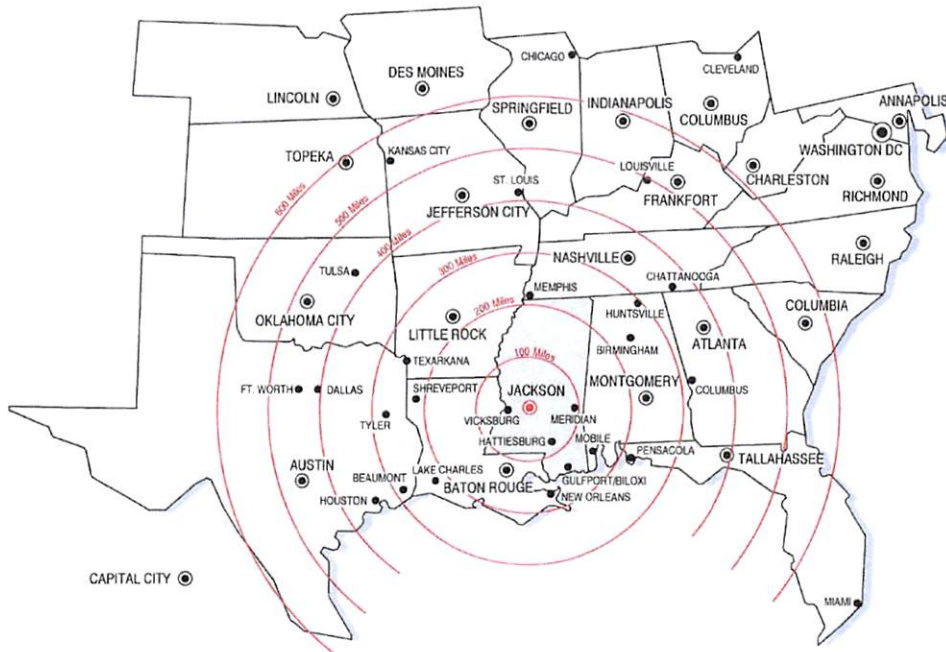 CHICAGO
CLEVELAND
DES MOINES
LINCOLN
SPRINGFIELD
INDIANAPOLIS
COLUMBUS
ANNAPOLIS
WASHINGTON DC
TOPEKA
KANSAS CITY
ST. LOUIS
LOUISVILLE
CHARLESTON
JEFFERSON CITY
FRANKFORT
RICHMOND
600 Miles
500 Miles
400 Miles
300 Miles
200 Miles
100 Miles
NASHVILLE
RALEIGH
TULSA
CHATTANOOGA
MEMPHIS
OKLAHOMA CITY
HUNTSVILLE
COLUMBIA
LITTLE ROCK
ATLANTA
BIRMINGHAM
TEXARKANA
FT. WORTH
DALLAS
SHREVEPORT
JACKSON
MONTGOMERY
COLUMBUS
TYLER
VICKSBURG
MERIDIAN
HATTIESBURG
MOBILE
PENSACOLA
TALLAHASSEE
AUSTIN
BEAUMONT
LAKE CHARLES
BATON ROUGE
GULFPORT/BILOXI
HOUSTON
NEW ORLEANS
CAPITAL CITY
MIAMI